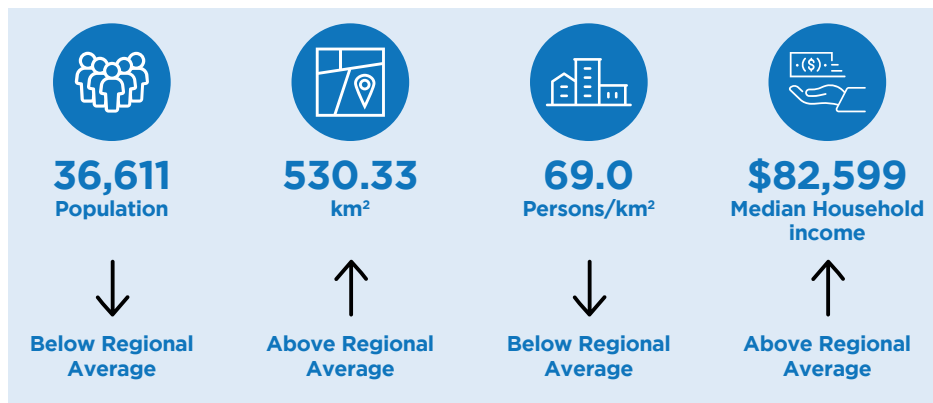 ($)
36,611
Population
Below Regional
Average
530.33
km²
Above Regional
Average
69.0
Persons/km²
Below Regional
Average
$82,599
Median Household
income
Above Regional
Average